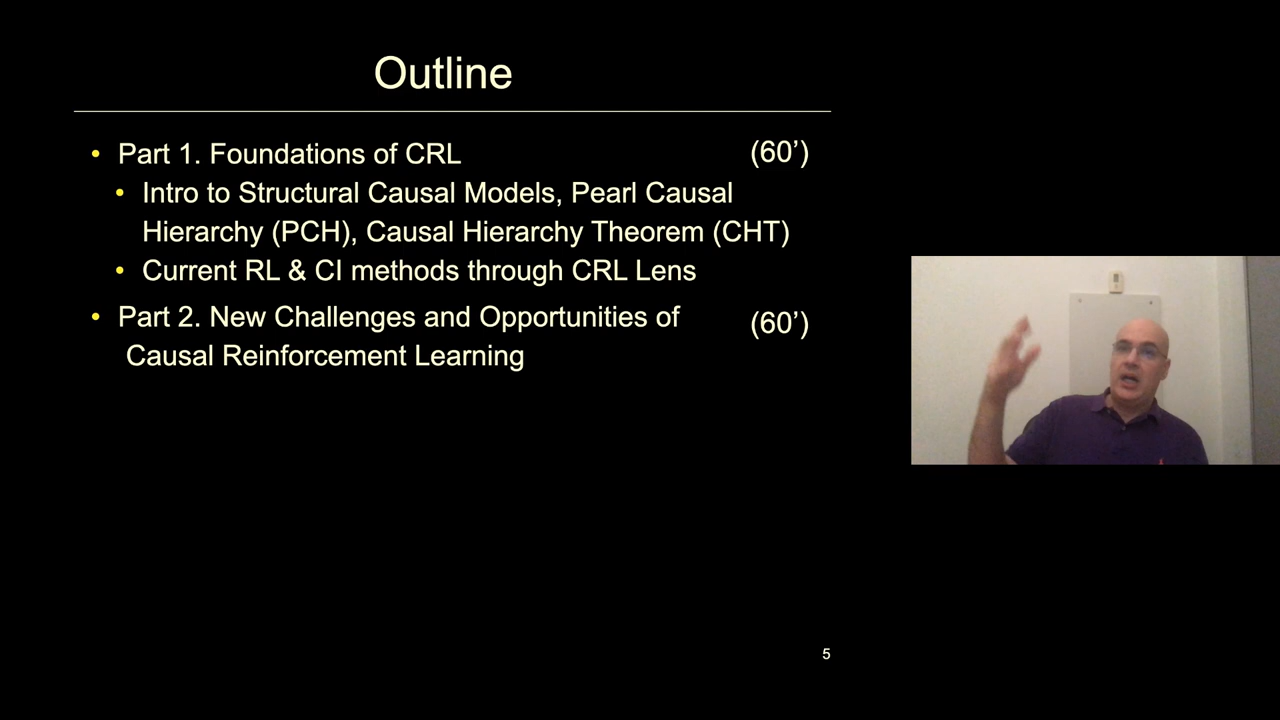 Outline
• Part 1. Foundations of CRL (60’)
• Intro to Structural Causal Models, Pearl Causal
Hierarchy (PCH), Causal Hierarchy Theorem (CHT)
• Current RL & CI methods through CRL Lens
• Part 2. New Challenges and Opportunities of (60’)
Causal Reinforcement Learning
5